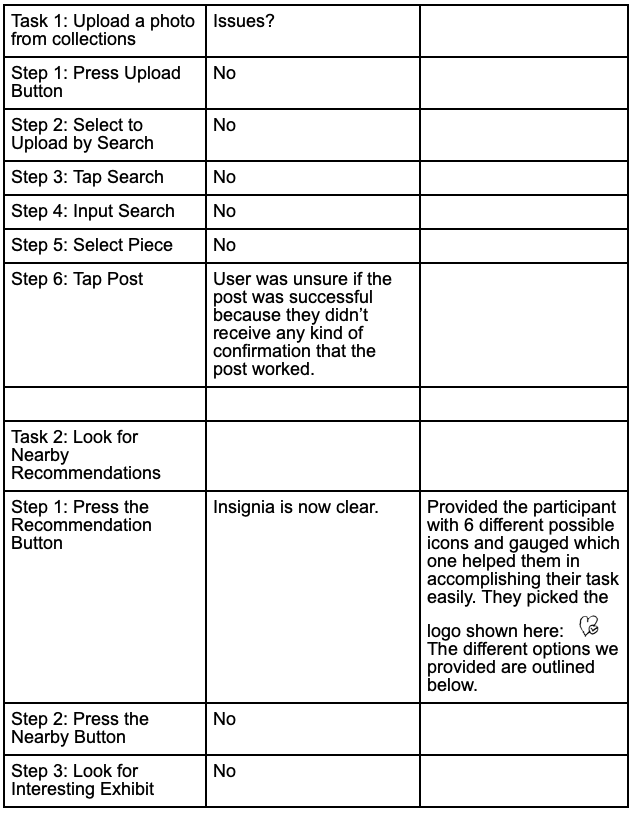 Task 1: Upload a photo
from collections
Issues?
Step 1: Press Upload
Button
No
Step 2: Select to
Upload by Search
No
Step 3: Tap Search
No
Step 4: Input Search
No
Step 5: Select Piece
No
Step 6: Tap Post
User was unsure if the
post was successful
because they didn’t
receive any kind of
confirmation that the
post worked.
Task 2: Look for
Nearby
Recommendations
Step 1: Press the
Recommendation
Button
Insignia is now clear.
Provided the participant
with 6 different possible
icons and gauged which
one helped them in
accomplishing their task
easily. They picked the
logo shown here:
The different options we
provided are outlined
below.
Step 2: Press the
Nearby Button
No
Step 3: Look for
Interesting Exhibit
No